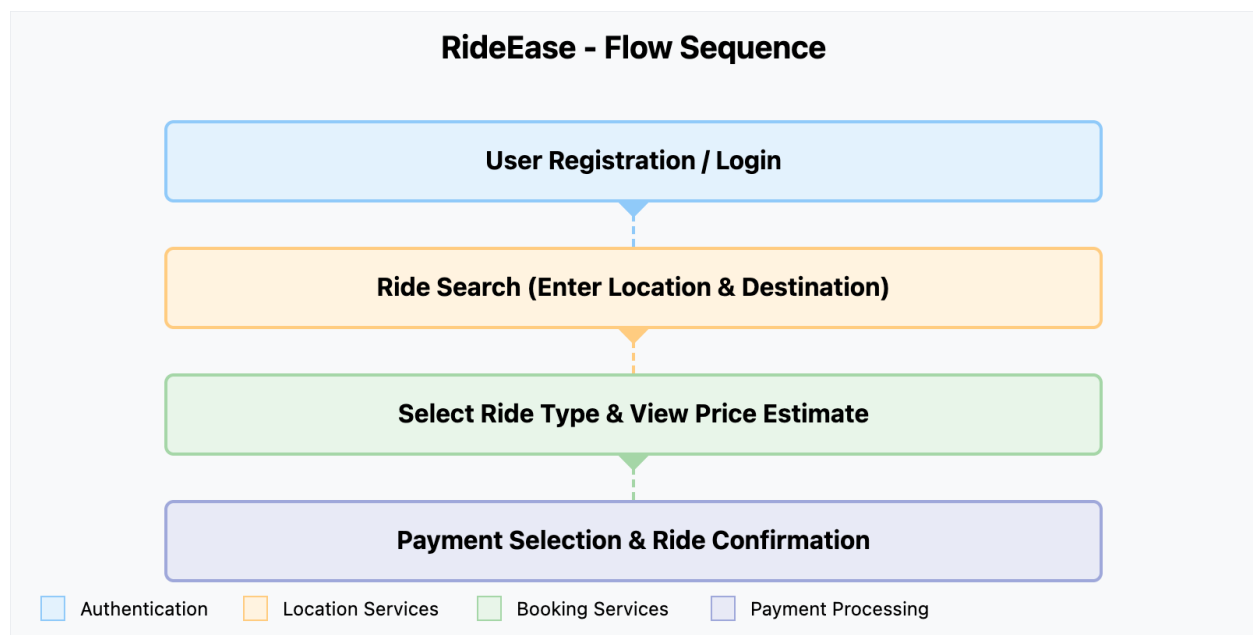 RideEase - Flow Sequence
User Registration / Login
Ride Search (Enter Location & Destination)
Select Ride Type & View Price Estimate
Payment Selection & Ride Confirmation
Authentication
Location Services
Booking Services
Payment Processing